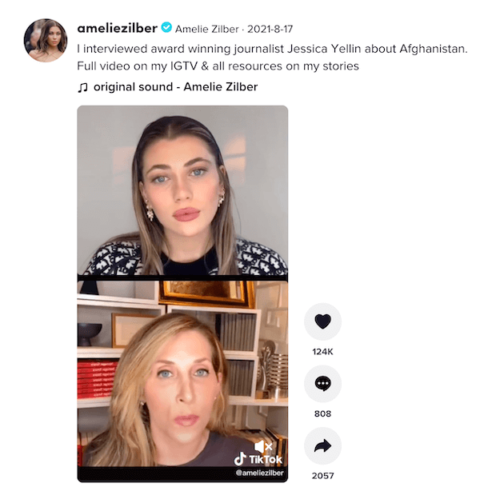 ameliezilber Amelie Zilber · 2021-8-17
I interviewed award winning journalist Jessica Yellin about Afghanistan.
Full video on my IGTV & all resources on my stories
original sound - Amelie Zilber
124K
808
2057
TikTok
@ameliezilber